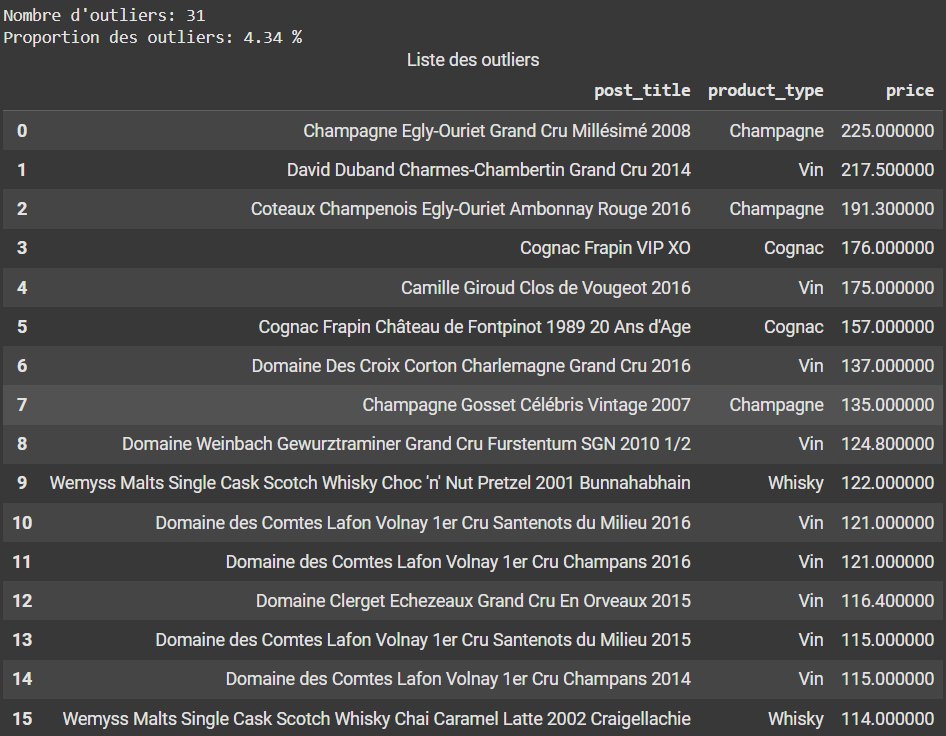 Nombre d'outliers: 31
Proportion des outliers: 4.34 %
Liste des outliers
post_title product_type price
0 Champagne Egly-Ouriet Grand Cru Millésimé 2008 Champagne 225.000000
1 David Duband Charmes-Chambertin Grand Cru 2014 Vin 217.500000
2 Coteaux Champenois Egly-Ouriet Ambonnay Rouge 2016 Champagne 191.300000
3 Cognac Frapin VIP XO Cognac 176.000000
4 Camille Giroud Clos de Vougeot 2016 Vin 175.000000
5 Cognac Frapin Château de Fontpinot 1989 20 Ans d'Age Cognac 157.000000
6 Domaine Des Croix Corton Charlemagne Grand Cru 2016 Vin 137.000000
7 Champagne Gosset Célébris Vintage 2007 Champagne 135.000000
8 Domaine Weinbach Gewurztraminer Grand Cru Furstentum SGN 2010 1/2 Vin 124.800000
9 Wemyss Malts Single Cask Scotch Whisky Choc 'n' Nut Pretzel 2001 Bunnahabhain Whisky 122.000000
10 Domaine des Comtes Lafon Volnay 1er Cru Santenots du Milieu 2016 Vin 121.000000
11 Domaine des Comtes Lafon Volnay 1er Cru Champans 2016 Vin 121.000000
12 Domaine Clerget Echezeaux Grand Cru En Orveaux 2015 Vin 116.400000
13 Domaine des Comtes Lafon Volnay 1er Cru Santenots du Milieu 2015 Vin 115.000000
14 Domaine des Comtes Lafon Volnay 1er Cru Champans 2014 Vin 115.000000
15 Wemyss Malts Single Cask Scotch Whisky Chai Caramel Latte 2002 Craigellachie Whisky 114.000000